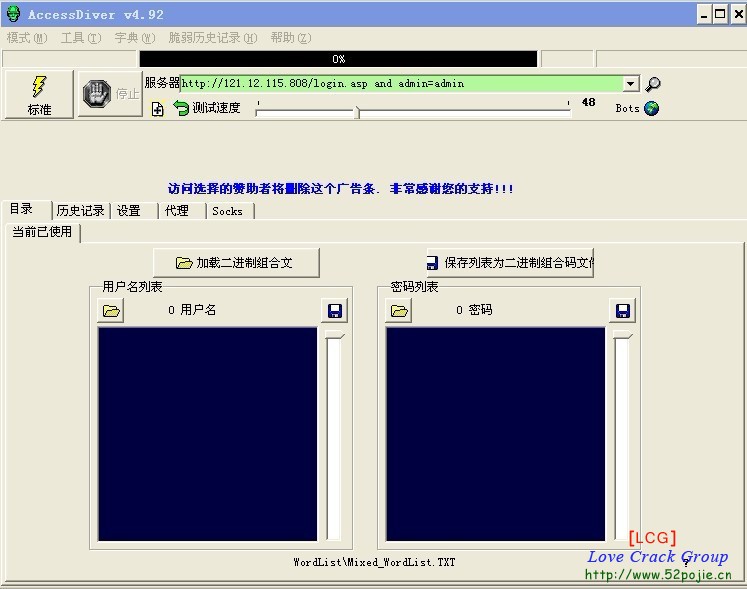 AccessDiver v4.92
模式(M) 工具(T) 字典(W) 脆弱历史记录(H) 帮助(Z)
0%
标准
停止
服务器 http://121.12.115.808/login.asp and admin=admin
测试速度
48
Bots
访问选择的赞助者将删除这个广告条. 非常感谢您的支持!!!
目录 历史记录 设置 代理 Socks
当前已使用
加载二进制组合文
保存列表为二进制组合码文件
用户名列表
0 用户名
密码列表
0 密码
WordList\Mixed_WordList.TXT
?
[LCG]
Love Crack Group
http://www.52pojie.cn